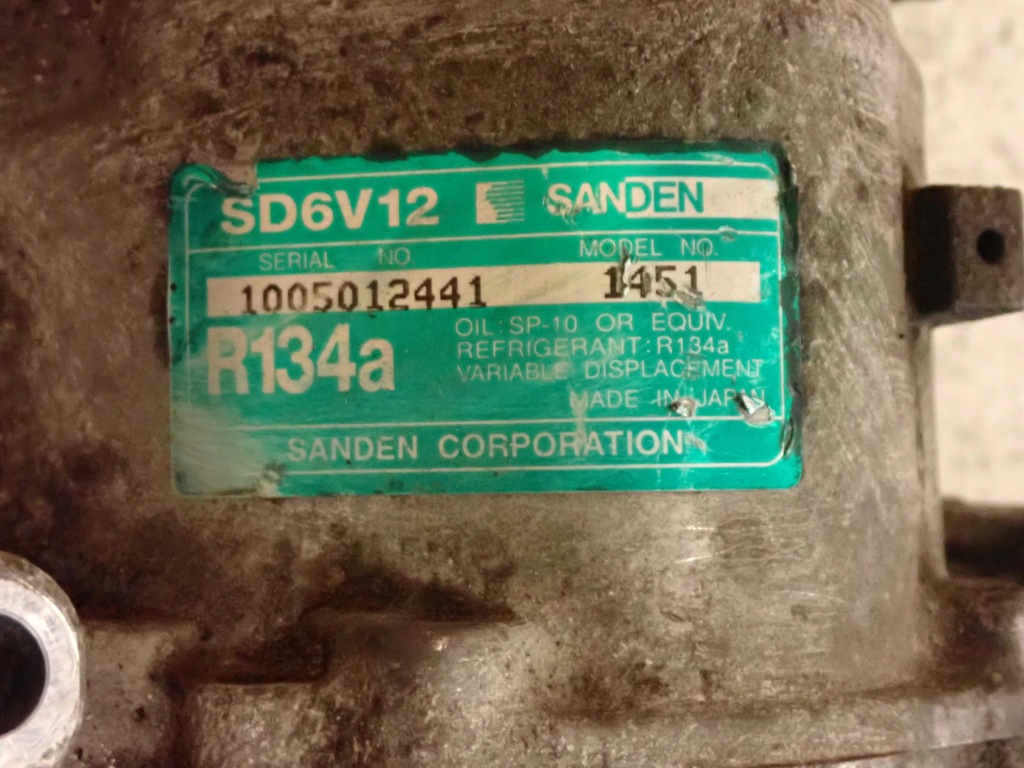 SD6V12 SANDEN
SERIAL NO MODEL NO.
1005012441 1451
R134a
OIL: SP-10 OR EQUIV.
REFRIGERANT: R134a
VARIABLE DISPLACEMENT
MADE IN JAPAN
SANDEN CORPORATION